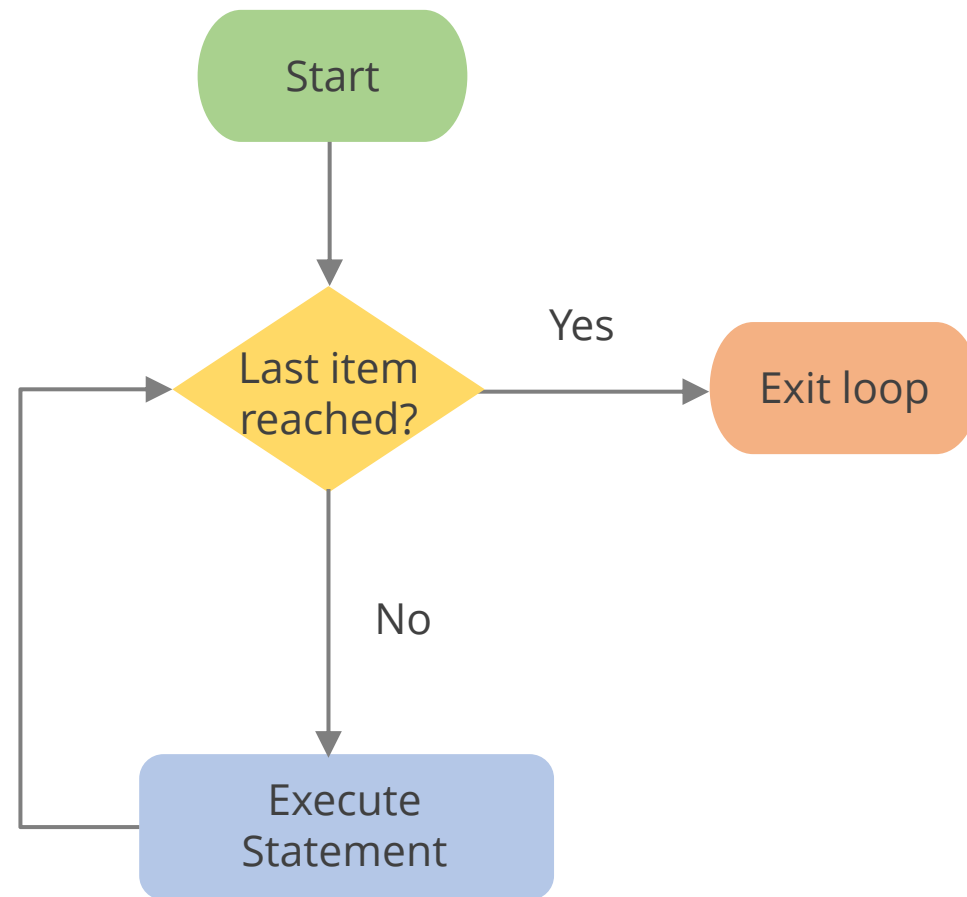 Start
Last item
reached?
Yes
Exit loop
No
Execute
Statement